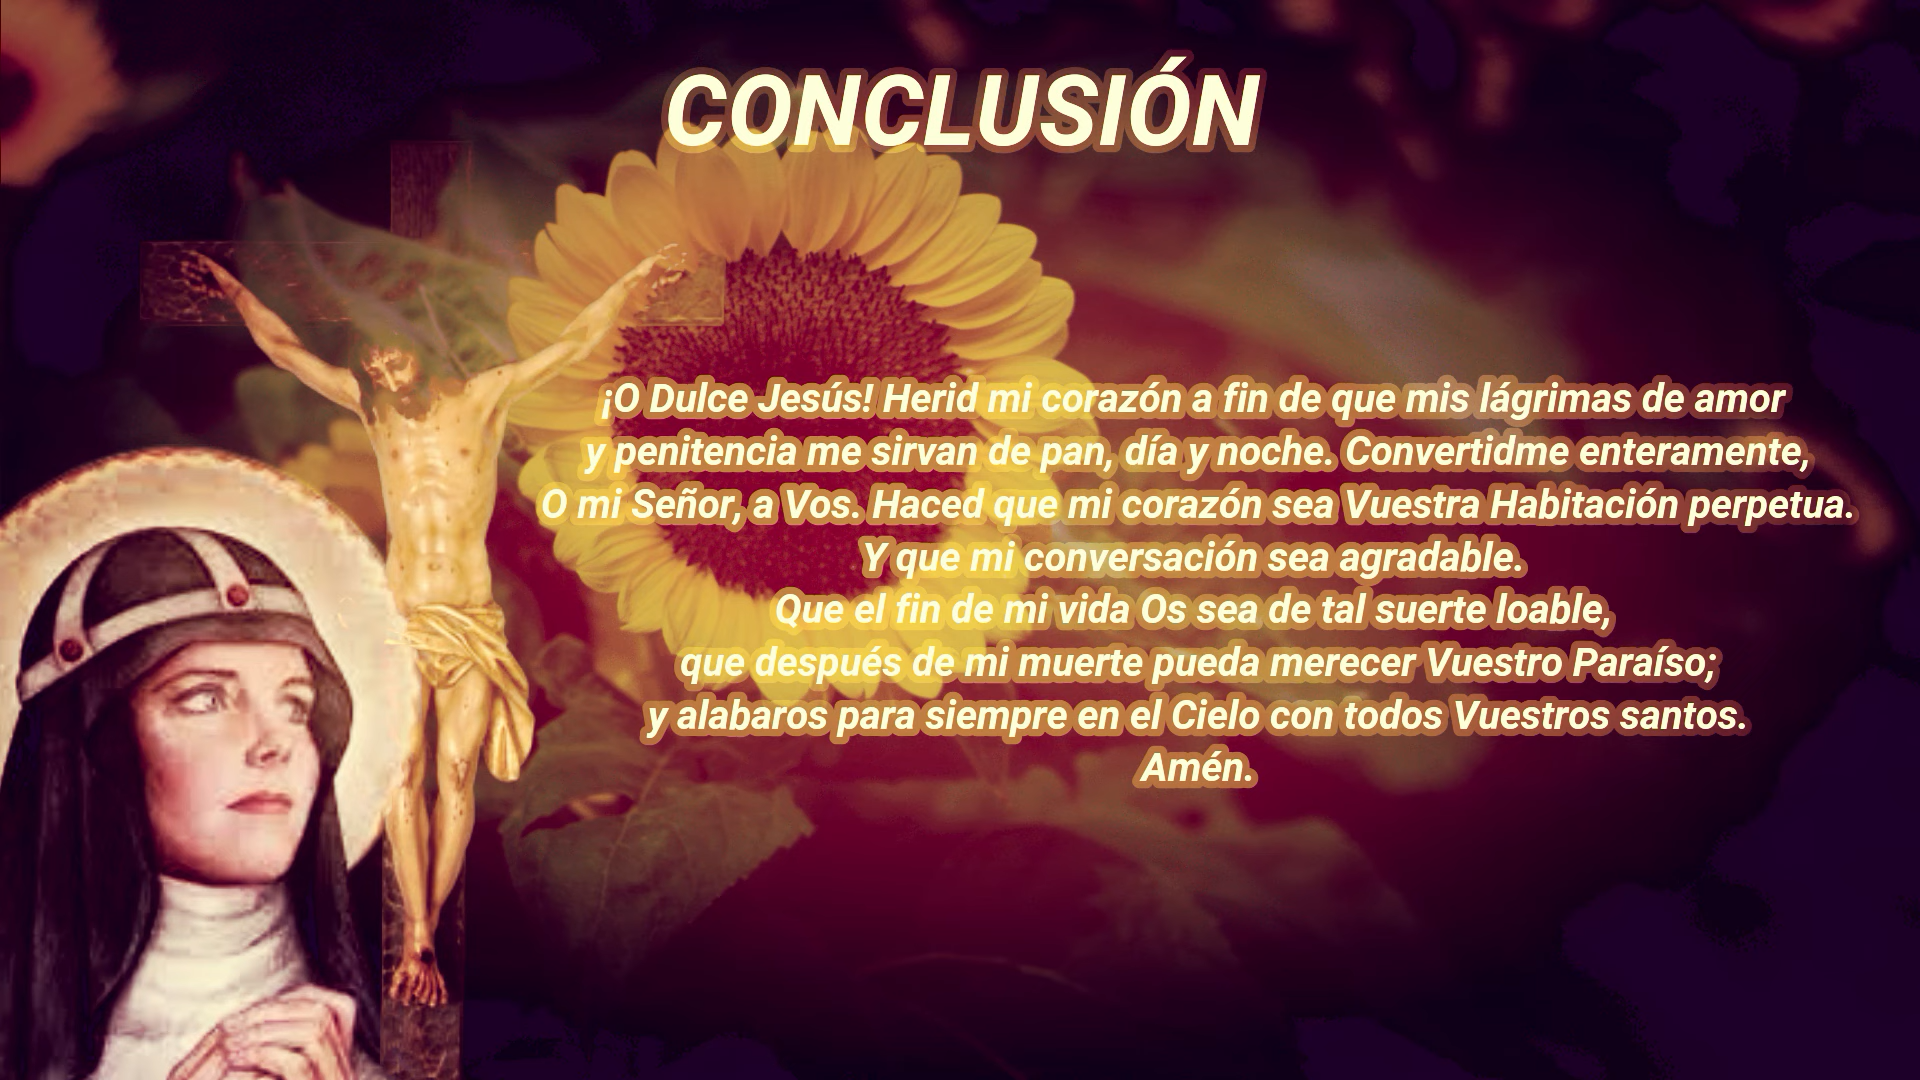 CONCLUSIÓN
¡O Dulce Jesús! Herid mi corazón a fin de que mis lágrimas de amor
y penitencia me sirvan de pan, día y noche. Convertidme enteramente,
O mi Señor, a Vos. Haced que mi corazón sea Vuestra Habitación perpetua.
Y que mi conversación sea agradable.
Que el fin de mi vida Os sea de tal suerte loable,
que después de mi muerte pueda merecer Vuestro Paraíso;
y alabaros para siempre en el Cielo con todos Vuestros santos.
Amén.